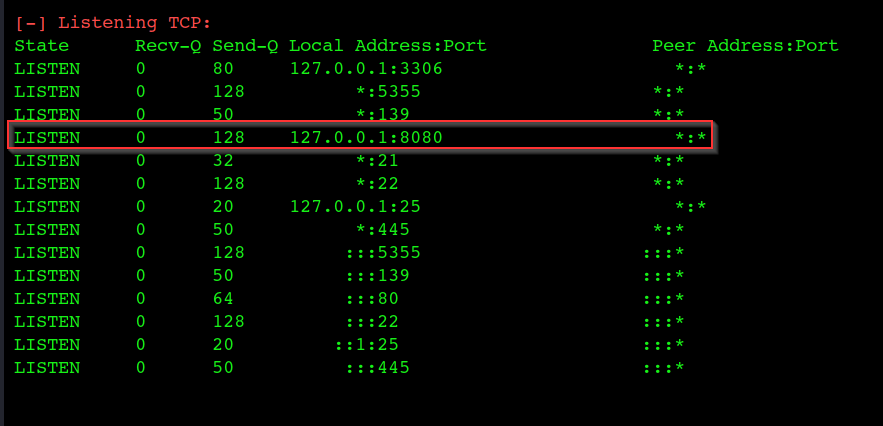 [-] Listening TCP:
State Recv-Q Send-Q Local Address:Port Peer Address:Port
LISTEN 0 80 127.0.0.1:3306 *:*
LISTEN 0 128 *:5355 *:*
LISTEN 0 50 *:139 *:*
LISTEN 0 128 127.0.0.1:8080 *:*
LISTEN 0 32 *:21 *:*
LISTEN 0 128 *:22 *:*
LISTEN 0 20 127.0.0.1:25 *:*
LISTEN 0 50 *:445 *:*
LISTEN 0 128 :::5355 :::*
LISTEN 0 50 :::139 :::*
LISTEN 0 64 :::80 :::*
LISTEN 0 128 :::22 :::*
LISTEN 0 20 ::1:25 :::*
LISTEN 0 50 :::445 :::*